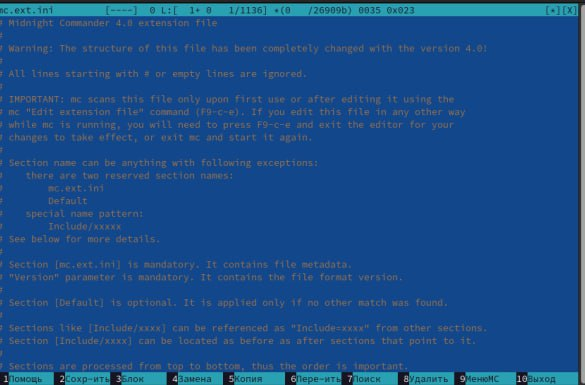 mc.ext.ini [----] 0 L:[ 1+ 0 1/1136] *(0 /26909b) 0035 0x023 [*][X]
# Midnight Commander 4.0 extension file
#
# Warning: The structure of this file has been completely changed with the version 4.0!
#
# All lines starting with # or empty lines are ignored.
#
# IMPORTANT: mc scans this file only upon first use or after editing it using the
# mc "Edit extension file" command (F9-c-e). If you edit this file in any other way
# while mc is running, you will need to press F9-c-e and exit the editor for your
# changes to take effect, or exit mc and start it again.
#
# Section name can be anything with following exceptions:
# there are two reserved section names:
# mc.ext.ini
# Default
# special name pattern:
# Include/xxxxx
# See below for more details.
#
# Section [mc.ext.ini] is mandatory. It contains file metadata.
# "Version" parameter is mandatory. It contains the file format version.
#
# Section [Default] is optional. It is applied only if no other match was found.
#
# Sections like [Include/xxxx] can be referenced as "Include=xxxx" from other sections.
# Section [Include/xxxx] can be located as before as after sections that point to it.
#
# Sections are processed from top to bottom, thus the order is important.
1Помощь 2Сохр~ить 3Блок 4Замена 5Копия 6Пере~ить 7Поиск 8Удалить 9МенюMC 10Выход